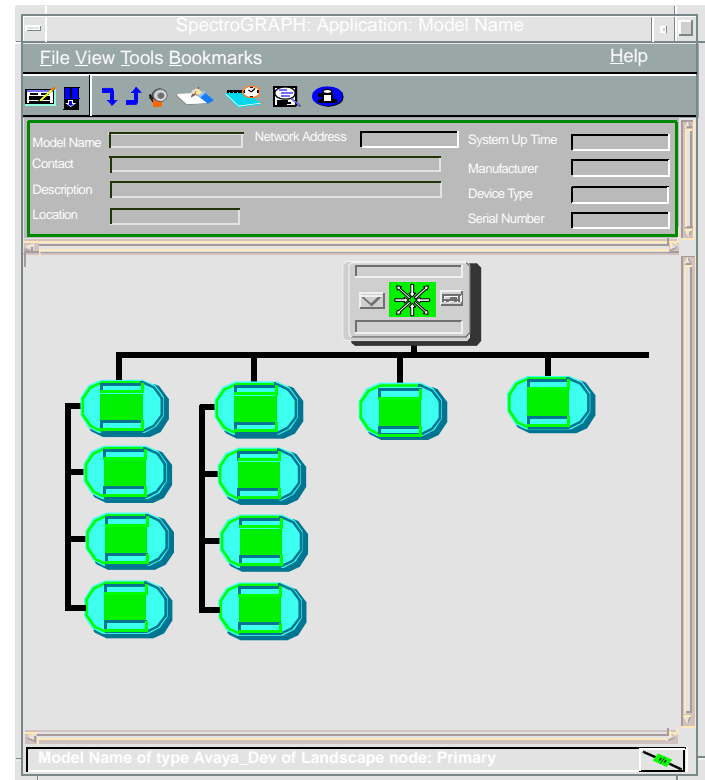 SpectroGRAPH: Application: Model Name
File View Tools Bookmarks Help
Model Name Network Address System Up Time
Contact Manufacturer
Description Device Type
Location Serial Number
Model Name of type Avaya_Dev of Landscape node: Primary